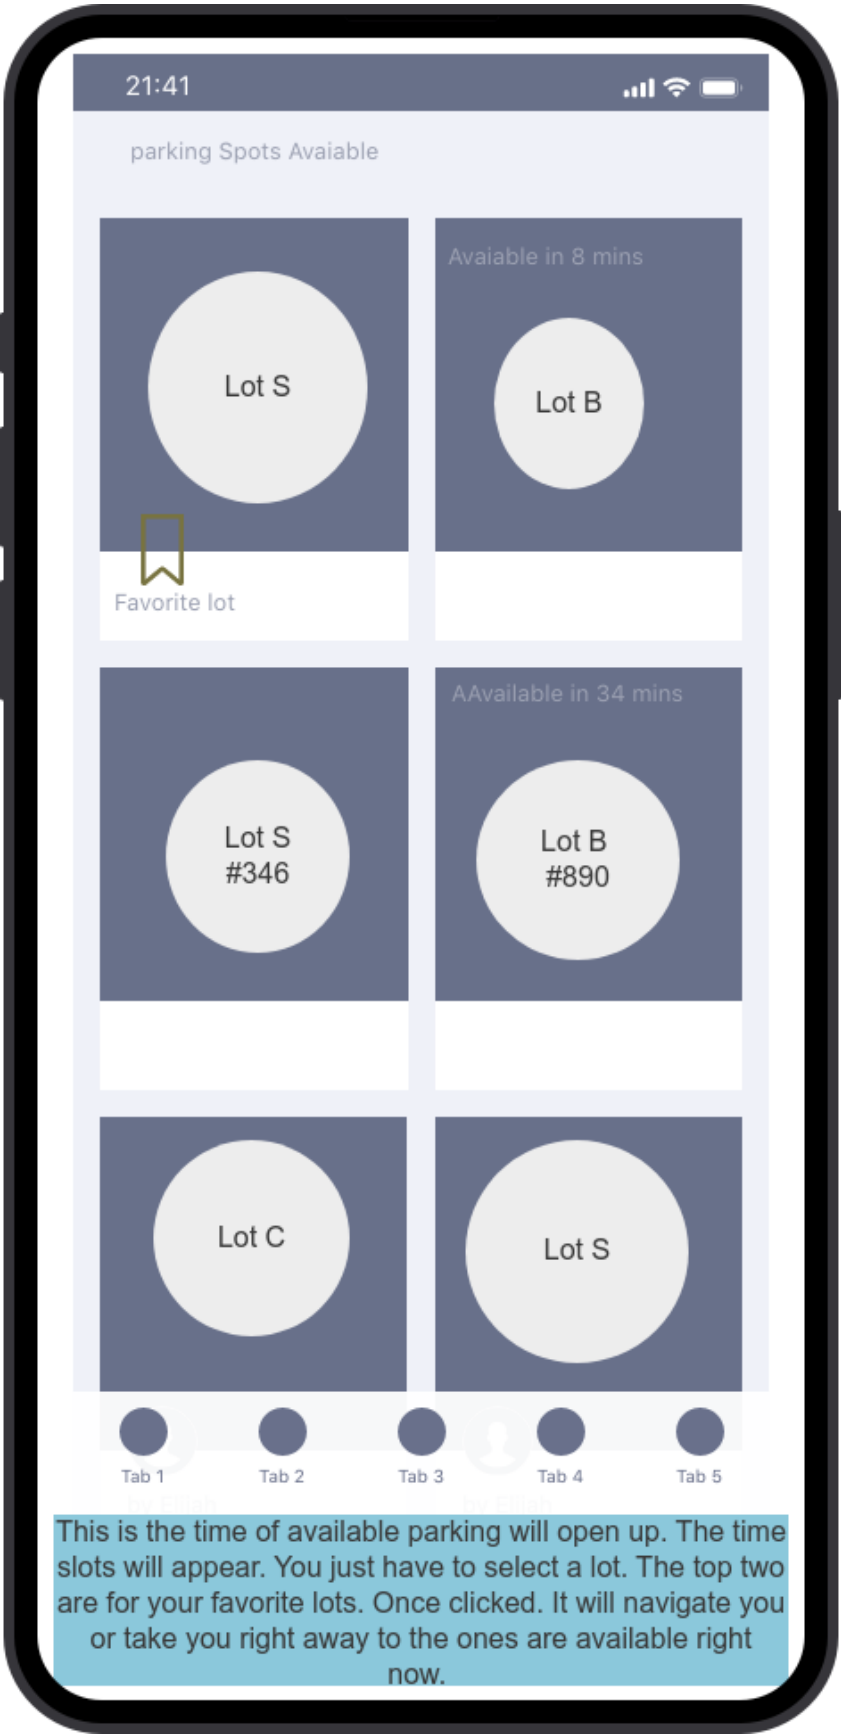 21:41
parking Spots Avaiable
Lot S
Avaiable in 8 mins
Lot B
Favorite lot
Lot S
#346
AAvailable in 34 mins
Lot B
#890
Lot C
Lot S
Tab 1
Tab 2
Tab 3
Tab 4
Tab 5
by Elijah
by Elijah
This is the time of available parking will open up. The time
slots will appear. You just have to select a lot. The top two
are for your favorite lots. Once clicked. It will navigate you
or take you right away to the ones are available right
now.